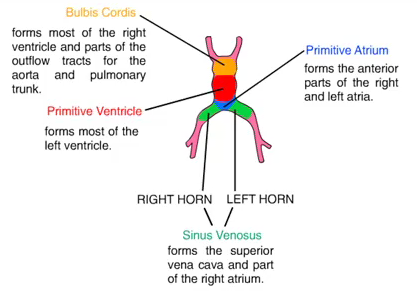 Bulbis Cordis
forms most of the right
ventricle and parts of the
outflow tracts for the
aorta and pulmonary
trunk.
Primitive Atrium
forms the anterior
parts of the right
and left atria.
Primitive Ventricle
forms most of the
left ventricle.
RIGHT HORN
LEFT HORN
Sinus Venosus
forms the superior
vena cava and part
of the right atrium.